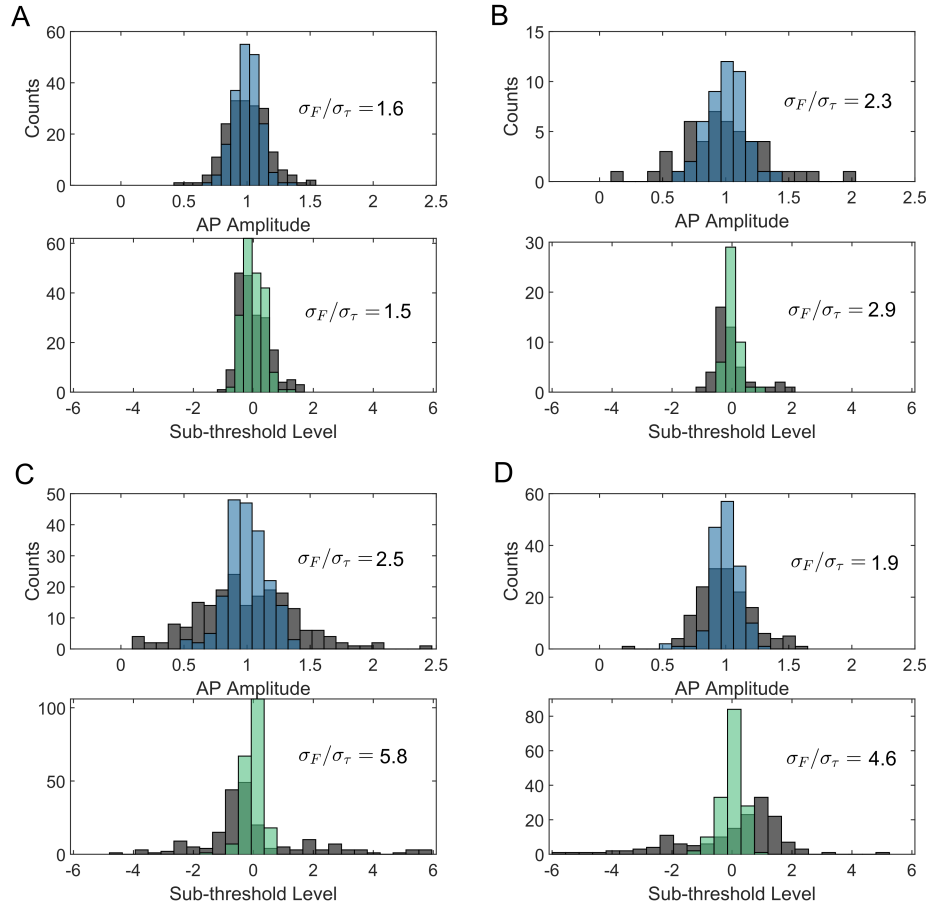 A
60
40
20
0
Counts
σ_F/σ_τ = 1.6
0 0.5 1 1.5 2 2.5
AP Amplitude
60
40
20
0
σ_F/σ_τ = 1.5
-6 -4 -2 0 2 4 6
Sub-threshold Level
B
15
10
5
0
Counts
σ_F/σ_τ = 2.3
0 0.5 1 1.5 2 2.5
AP Amplitude
30
20
10
0
σ_F/σ_τ = 2.9
-6 -4 -2 0 2 4 6
Sub-threshold Level
C
50
40
30
20
10
0
Counts
σ_F/σ_τ = 2.5
0 0.5 1 1.5 2 2.5
AP Amplitude
100
50
0
σ_F/σ_τ = 5.8
-6 -4 -2 0 2 4 6
Sub-threshold Level
D
60
40
20
0
Counts
σ_F/σ_τ = 1.9
0 0.5 1 1.5 2 2.5
AP Amplitude
80
60
40
20
0
σ_F/σ_τ = 4.6
-6 -4 -2 0 2 4 6
Sub-threshold Level